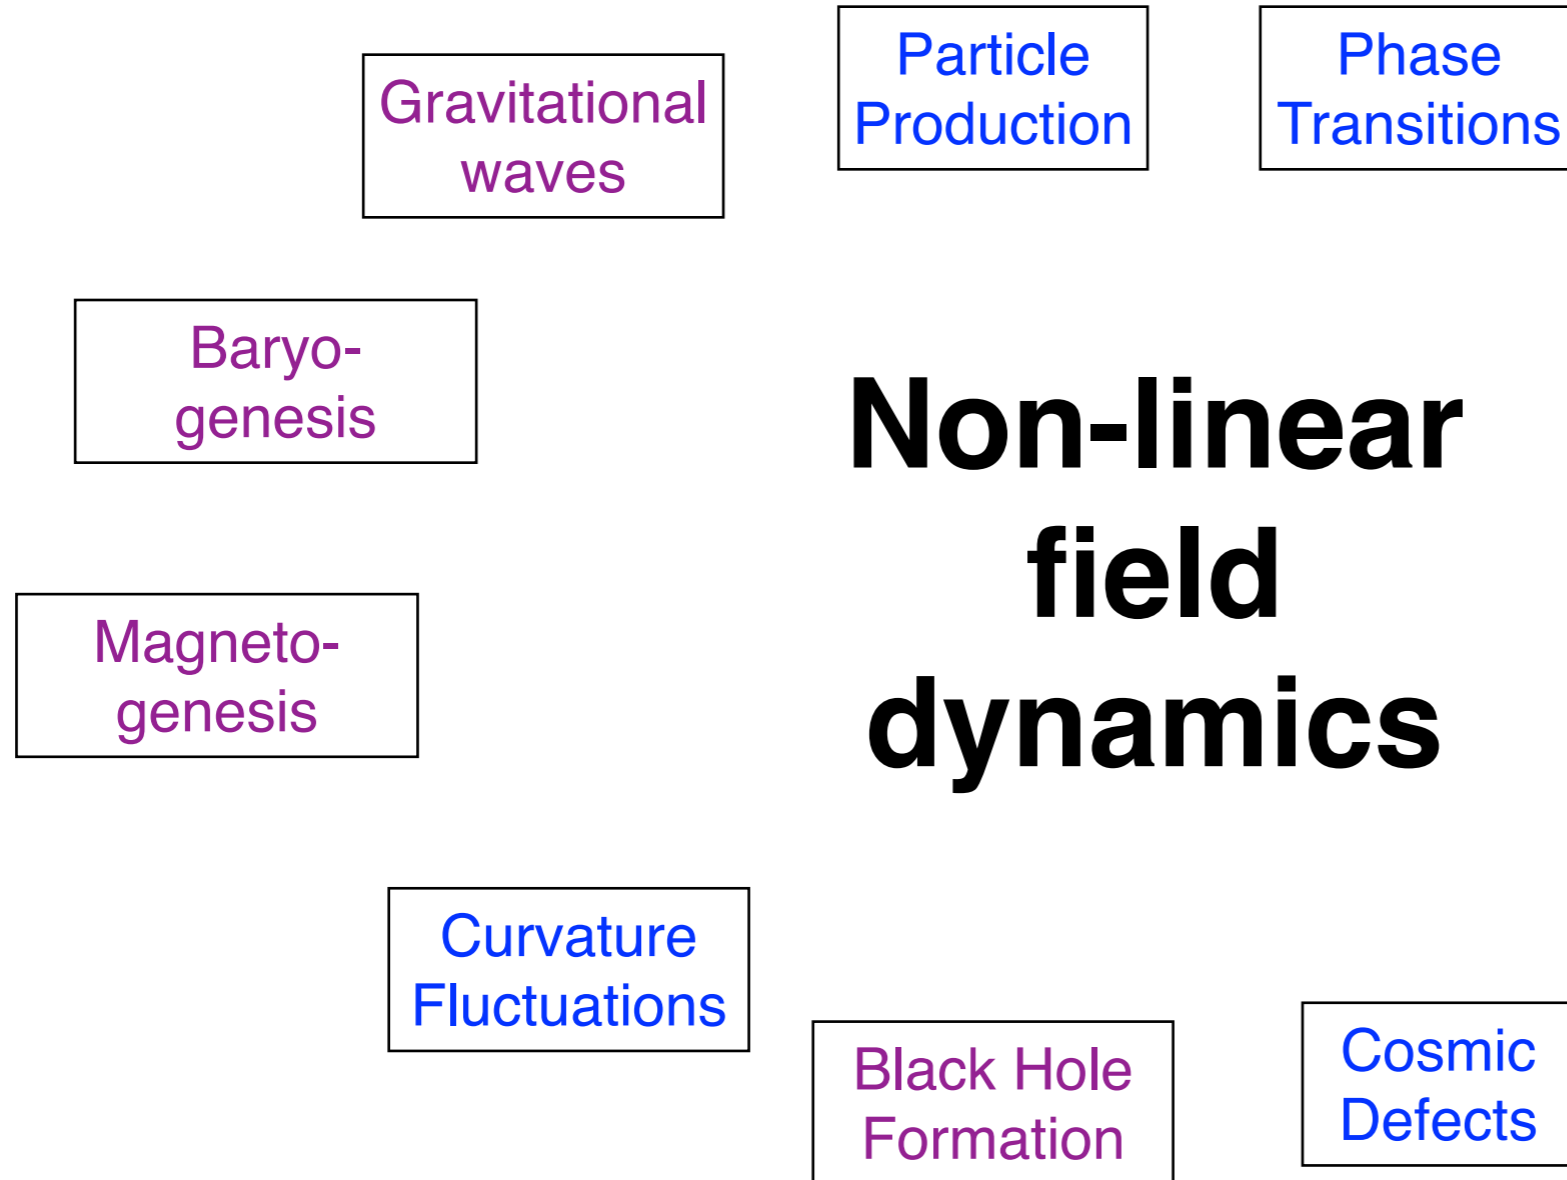 Particle
Production
Phase
Transitions
Gravitational
waves
Baryo-
genesis
Non-linear
field
dynamics
Magneto-
genesis
Curvature
Fluctuations
Black Hole
Formation
Cosmic
Defects